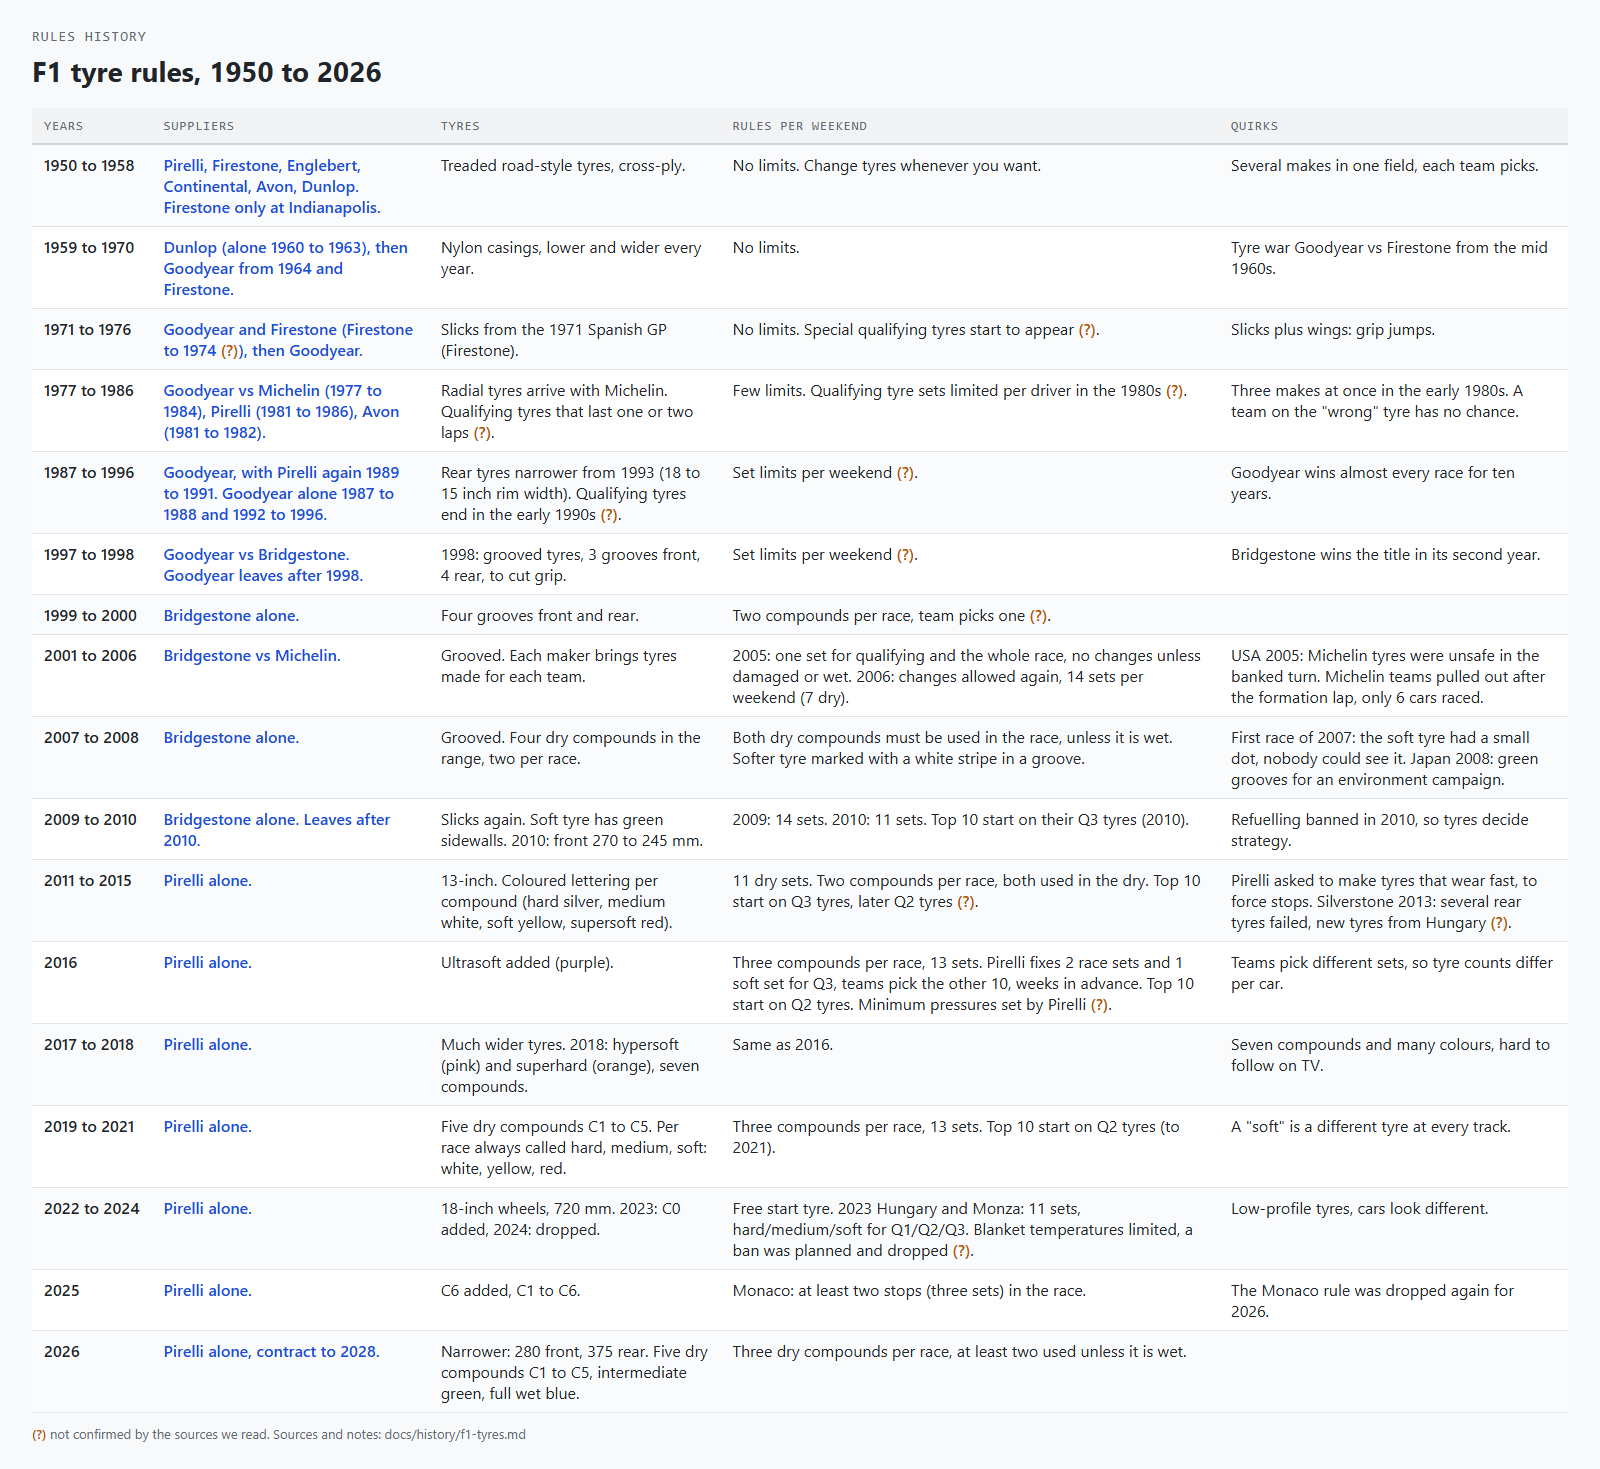 RULES HISTORY
F1 tyre rules, 1950 to 2026
YEARS SUPPLIERS TYRES RULES PER WEEKEND QUIRKS
1950 to 1958
Pirelli, Firestone, Englebert,
Continental, Avon, Dunlop.
Firestone only at Indianapolis.
Treaded road-style tyres, cross-ply.
No limits. Change tyres whenever you want.
Several makes in one field, each team picks.
1959 to 1970
Dunlop (alone 1960 to 1963), then
Goodyear from 1964 and
Firestone.
Nylon casings, lower and wider every
year.
No limits.
Tyre war Goodyear vs Firestone from the mid
1960s.
1971 to 1976
Goodyear and Firestone (Firestone
to 1974 (?)), then Goodyear.
Slicks from the 1971 Spanish GP
(Firestone).
No limits. Special qualifying tyres start to appear (?).
Slicks plus wings: grip jumps.
1977 to 1986
Goodyear vs Michelin (1977 to
1984), Pirelli (1981 to 1986), Avon
(1981 to 1982).
Radial tyres arrive with Michelin.
Qualifying tyres that last one or two
laps (?).
Few limits. Qualifying tyre sets limited per driver in the 1980s (?).
Three makes at once in the early 1980s. A
team on the "wrong" tyre has no chance.
1987 to 1996
Goodyear, with Pirelli again 1989
to 1991. Goodyear alone 1987 to
1988 and 1992 to 1996.
Rear tyres narrower from 1993 (18 to
15 inch rim width). Qualifying tyres
end in the early 1990s (?).
Set limits per weekend (?).
Goodyear wins almost every race for ten
years.
1997 to 1998
Goodyear vs Bridgestone.
Goodyear leaves after 1998.
1998: grooved tyres, 3 grooves front,
4 rear, to cut grip.
Set limits per weekend (?).
Bridgestone wins the title in its second year.
1999 to 2000
Bridgestone alone.
Four grooves front and rear.
Two compounds per race, team picks one (?).
2001 to 2006
Bridgestone vs Michelin.
Grooved. Each maker brings tyres
made for each team.
2005: one set for qualifying and the whole race, no changes unless
damaged or wet. 2006: changes allowed again, 14 sets per
weekend (7 dry).
USA 2005: Michelin tyres were unsafe in the
banked turn. Michelin teams pulled out after
the formation lap, only 6 cars raced.
2007 to 2008
Bridgestone alone.
Grooved. Four dry compounds in the
range, two per race.
Both dry compounds must be used in the race, unless it is wet.
Softer tyre marked with a white stripe in a groove.
First race of 2007: the soft tyre had a small
dot, nobody could see it. Japan 2008: green
grooves for an environment campaign.
2009 to 2010
Bridgestone alone. Leaves after
2010.
Slicks again. Soft tyre has green
sidewalls. 2010: front 270 to 245 mm.
2009: 14 sets. 2010: 11 sets. Top 10 start on their Q3 tyres (2010).
Refuelling banned in 2010, so tyres decide
strategy.
2011 to 2015
Pirelli alone.
13-inch. Coloured lettering per
compound (hard silver, medium
white, soft yellow, supersoft red).
11 dry sets. Two compounds per race, both used in the dry. Top 10
start on Q3 tyres, later Q2 tyres (?).
Pirelli asked to make tyres that wear fast, to
force stops. Silverstone 2013: several rear
tyres failed, new tyres from Hungary (?).
2016
Pirelli alone.
Ultrasoft added (purple).
Three compounds per race, 13 sets. Pirelli fixes 2 race sets and 1
soft set for Q3, teams pick the other 10, weeks in advance. Top 10
start on Q2 tyres. Minimum pressures set by Pirelli (?).
Teams pick different sets, so tyre counts differ
per car.
2017 to 2018
Pirelli alone.
Much wider tyres. 2018: hypersoft
(pink) and superhard (orange), seven
compounds.
Same as 2016.
Seven compounds and many colours, hard to
follow on TV.
2019 to 2021
Pirelli alone.
Five dry compounds C1 to C5. Per
race always called hard, medium, soft:
white, yellow, red.
Three compounds per race, 13 sets. Top 10 start on Q2 tyres (to
2021).
A "soft" is a different tyre at every track.
2022 to 2024
Pirelli alone.
18-inch wheels, 720 mm. 2023: C0
added, 2024: dropped.
Free start tyre. 2023 Hungary and Monza: 11 sets,
hard/medium/soft for Q1/Q2/Q3. Blanket temperatures limited, a
ban was planned and dropped (?).
Low-profile tyres, cars look different.
2025
Pirelli alone.
C6 added, C1 to C6.
Monaco: at least two stops (three sets) in the race.
The Monaco rule was dropped again for
2026.
2026
Pirelli alone, contract to 2028.
Narrower: 280 front, 375 rear. Five dry
compounds C1 to C5, intermediate
green, full wet blue.
Three dry compounds per race, at least two used unless it is wet.
(?) not confirmed by the sources we read. Sources and notes: docs/history/f1-tyres.md